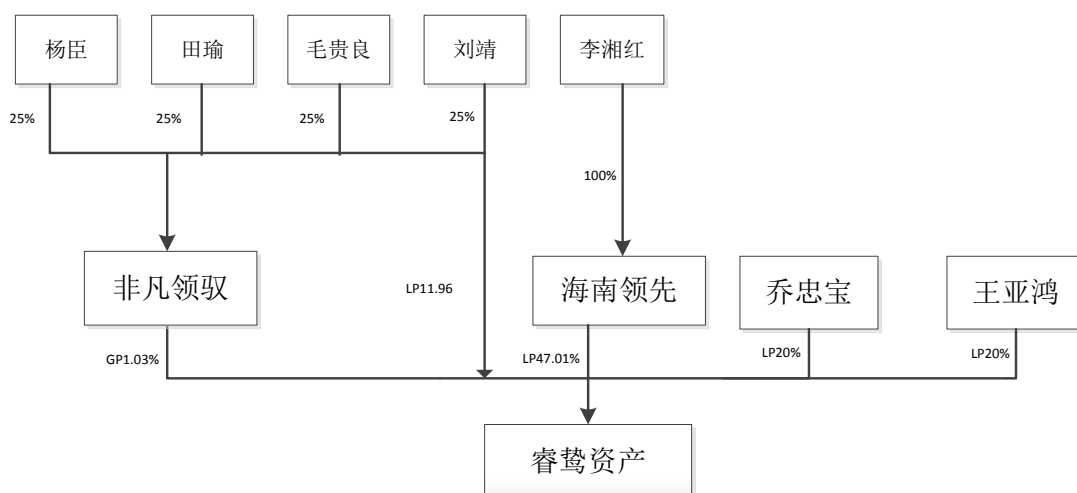 杨臣
田瑜
毛贵良
刘靖
李湘红
25%
25%
25%
25%
100%
非凡领驭
LP11.96
海南领先
乔忠宝
王亚鸿
GP1.03%
LP47.01%
LP20%
LP20%
睿鸷资产